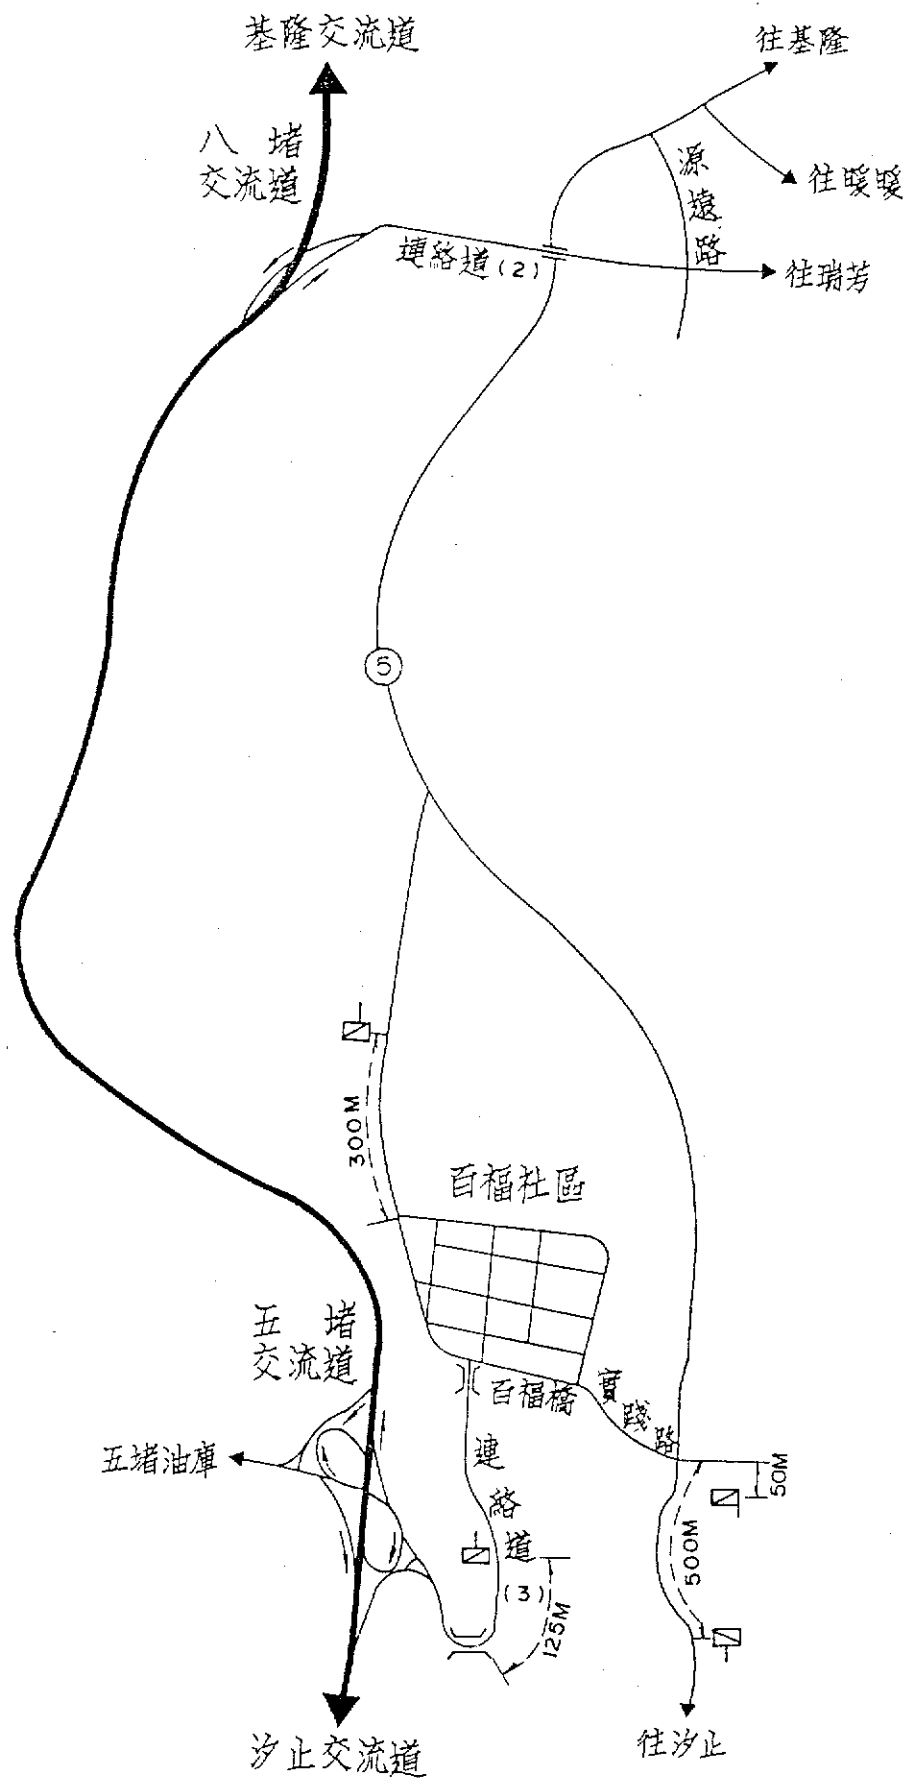 基隆交流道
往基隆
八堵
交流道
源遠路
往暖暖
連絡道(2)
往瑞芳
5
300M
百福社區
五堵
交流道
百福橋
實踐路
五堵油庫
連絡道(3)
50M
500M
125M
汐止交流道
往汐止